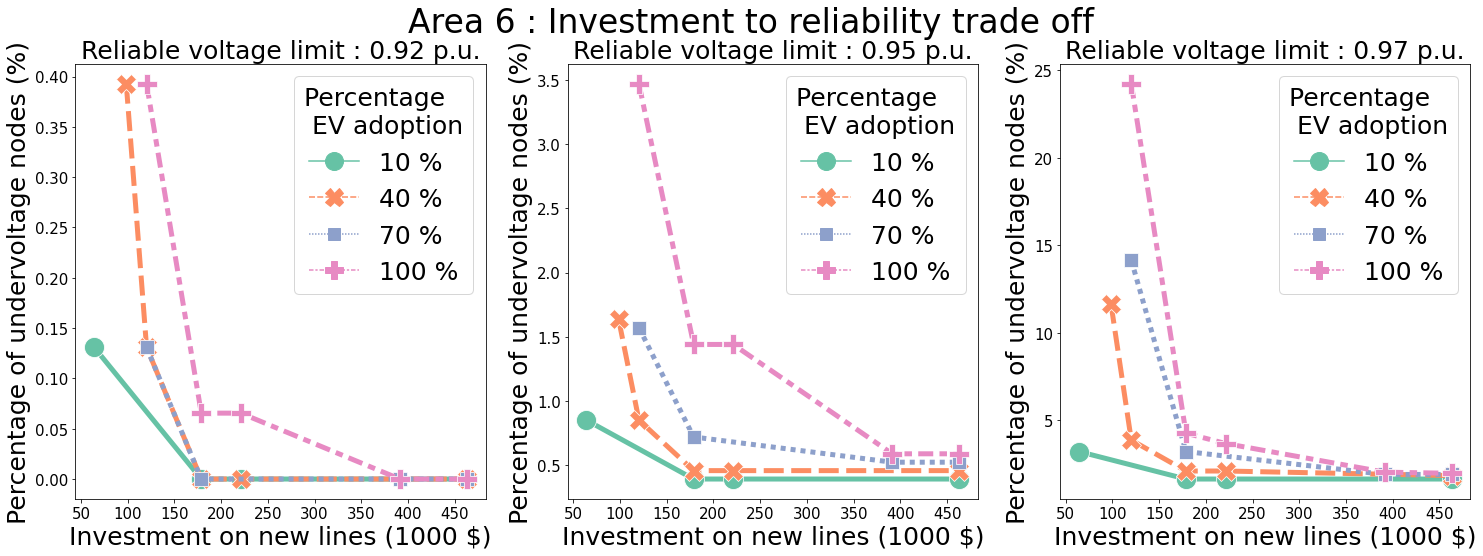 Area 6 : Investment to reliability trade off
Reliable voltage limit : 0.92 p.u.
Percentage of undervoltage nodes (%)
0.40
0.35
0.30
0.25
0.20
0.15
0.10
0.05
0.00
Percentage
EV adoption
10 %
40 %
70 %
100 %
50 100 150 200 250 300 350 400 450
Investment on new lines (1000 $)
Reliable voltage limit : 0.95 p.u.
Percentage of undervoltage nodes (%)
3.5
3.0
2.5
2.0
1.5
1.0
0.5
Percentage
EV adoption
10 %
40 %
70 %
100 %
50 100 150 200 250 300 350 400 450
Investment on new lines (1000 $)
Reliable voltage limit : 0.97 p.u.
Percentage of undervoltage nodes (%)
25
20
15
10
5
Percentage
EV adoption
10 %
40 %
70 %
100 %
50 100 150 200 250 300 350 400 450
Investment on new lines (1000 $)